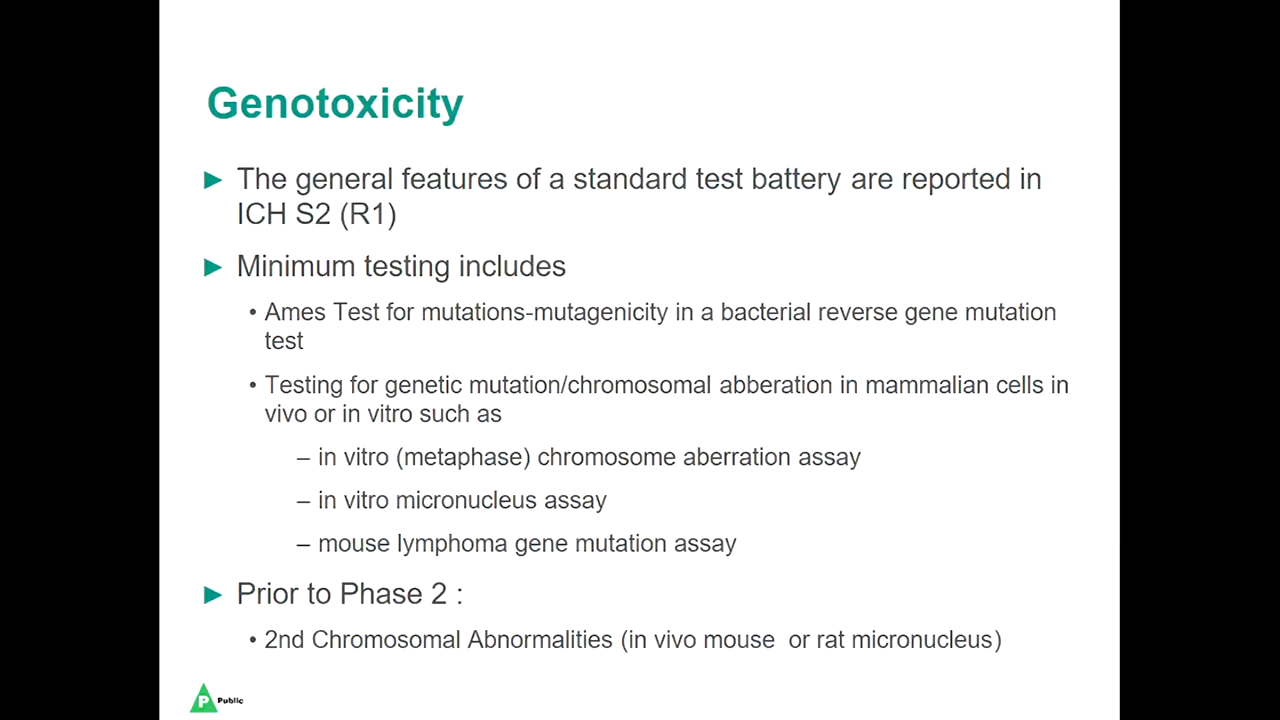 Genotoxicity
► The general features of a standard test battery are reported in
ICH S2 (R1)
► Minimum testing includes
• Ames Test for mutations-mutagenicity in a bacterial reverse gene mutation
test
• Testing for genetic mutation/chromosomal abberation in mammalian cells in
vivo or in vitro such as
– in vitro (metaphase) chromosome aberration assay
– in vitro micronucleus assay
– mouse lymphoma gene mutation assay
► Prior to Phase 2 :
• 2nd Chromosomal Abnormalities (in vivo mouse or rat micronucleus)
P Public